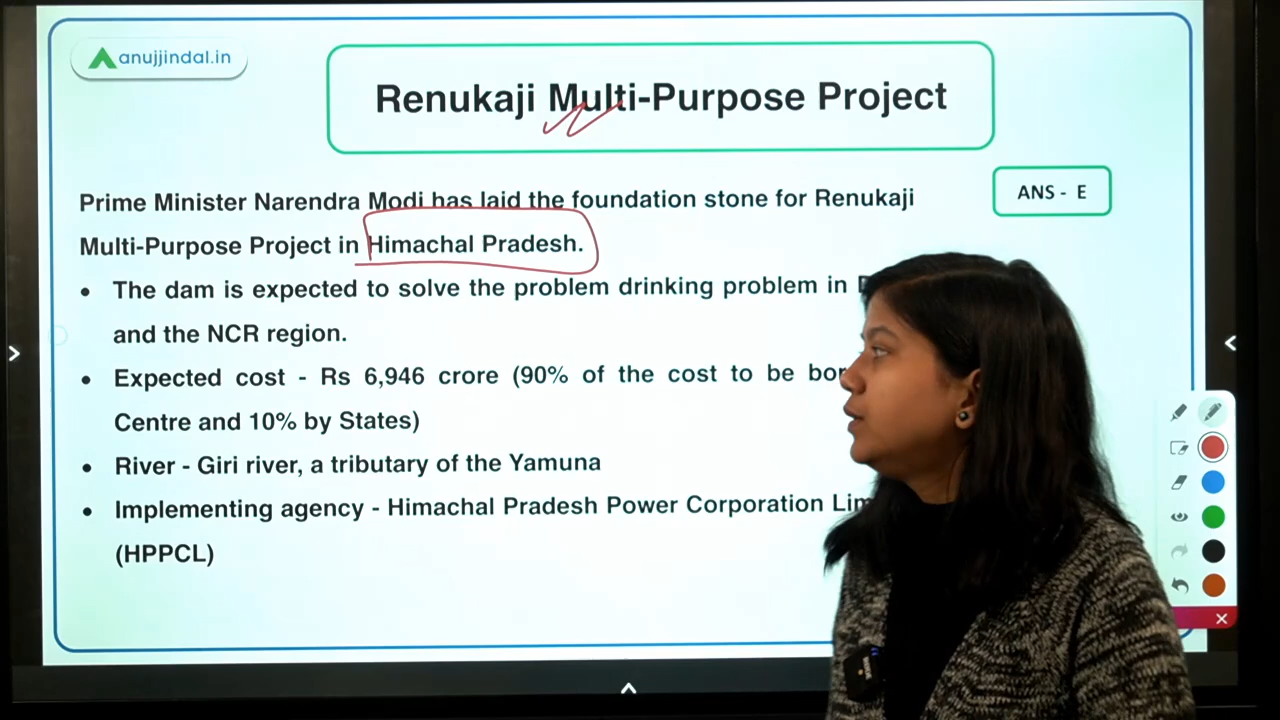 anujjindal.in
Renukaji Multi-Purpose Project
ANS - E
Prime Minister Narendra Modi has laid the foundation stone for Renukaji
Multi-Purpose Project in Himachal Pradesh.
• The dam is expected to solve the problem drinking problem in
and the NCR region.
• Expected cost - Rs 6,946 crore (90% of the cost to be
Centre and 10% by States)
• River - Giri river, a tributary of the Yamuna
• Implementing agency - Himachal Pradesh Power Corporation
(HPPCL)